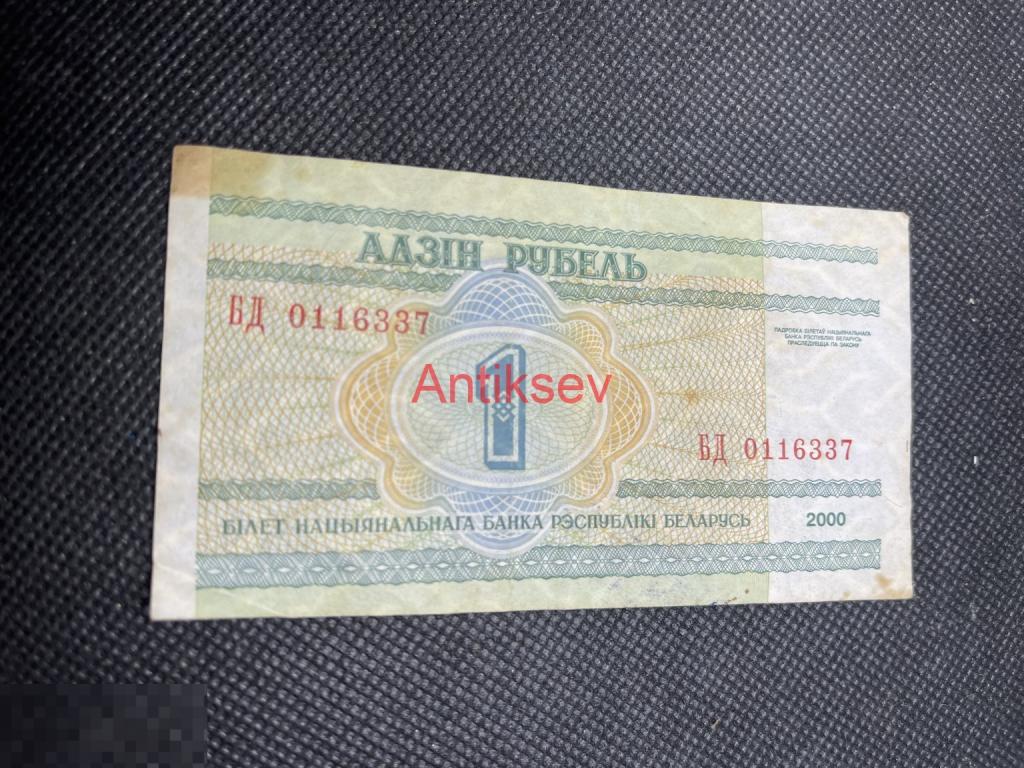 АДЗІН РУБЕЛЬ
БД 0116337
ПАДРОБКА БІЛЕТАЎ НАЦЫЯНАЛЬНАГА
БАНКА РЭСПУБЛІКІ БЕЛАРУСЬ
ПРАСЛЕДУЕЦЦА ПА ЗАКОНУ
1
Antiksev
БД 0116337
БІЛЕТ НАЦЫЯНАЛЬНАГА БАНКА РЭСПУБЛІКІ БЕЛАРУСЬ 2000